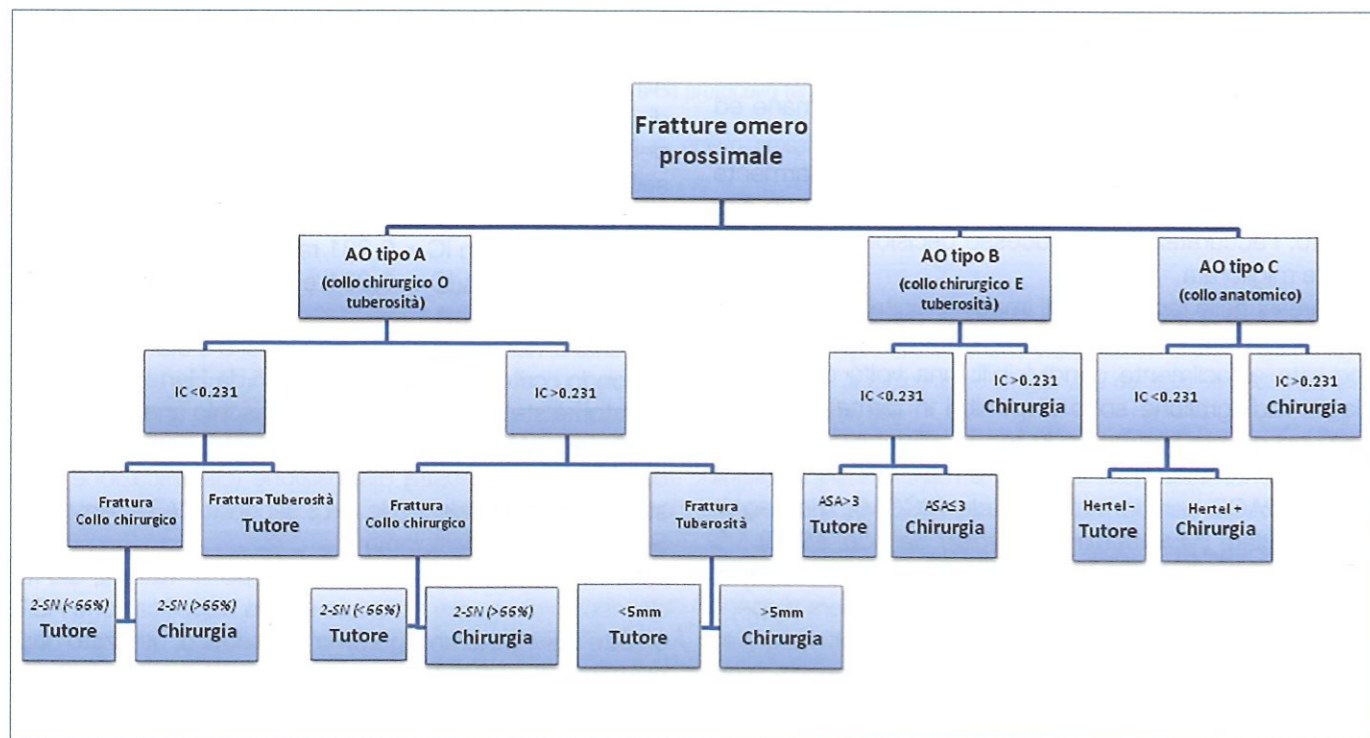 Fratture omero
prossimale
AO tipo A
(collo chirurgico O
tuberosità)
AO tipo B
(collo chirurgico E
tuberosità)
AO tipo C
(collo anatomico)
IC <0.231
IC >0.231
IC <0.231
IC >0.231
Chirurgia
IC <0.231
IC >0.231
Chirurgia
Frattura
Collo chirurgico
Frattura Tuberosità
Tutore
Frattura
Collo chirurgico
Frattura
Tuberosità
ASA>3
Tutore
ASA≤3
Chirurgia
Hertel -
Tutore
Hertel +
Chirurgia
2-SN (<66%)
Tutore
2-SN (>66%)
Chirurgia
2-SN (<66%)
Tutore
2-SN (>66%)
Chirurgia
<5mm
Tutore
>5mm
Chirurgia